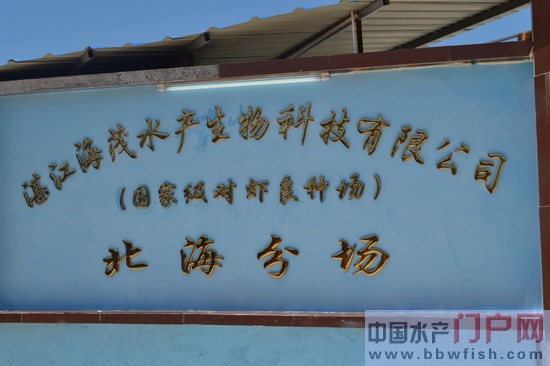 湛江海茂水产生物科技有限公司
(国家级对虾良种场)
北海分场
中国水产门户网
www.bbwfish.com